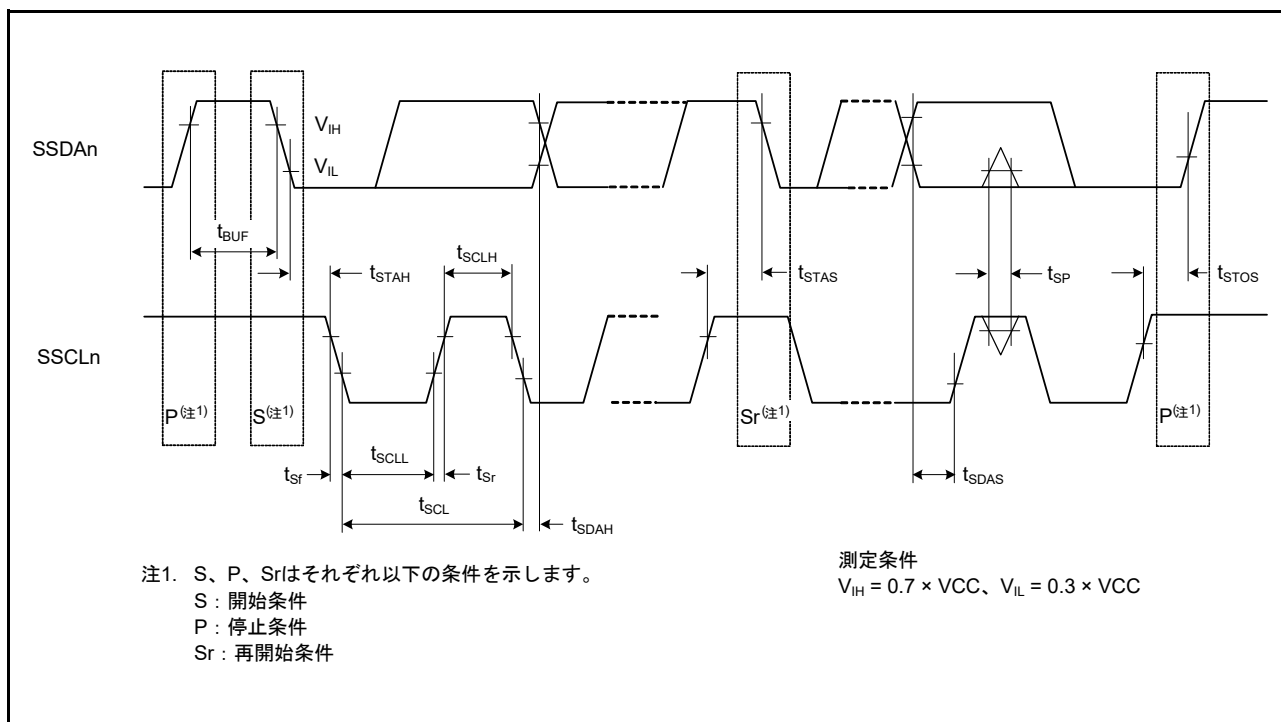 SSDAn
VIH
VIL
tBUF
tSTAH
tSCLH
tSTAS
tSP
tSTOS
SSCLn
P(注1)
S(注1)
Sr(注1)
P(注1)
tSf
tSCLL
tSr
tSDAS
tSCL
tSDAH
注1. S、P、Srはそれぞれ以下の条件を示します。
S：開始条件
P：停止条件
Sr：再開始条件
測定条件
VIH = 0.7 × VCC、VIL = 0.3 × VCC